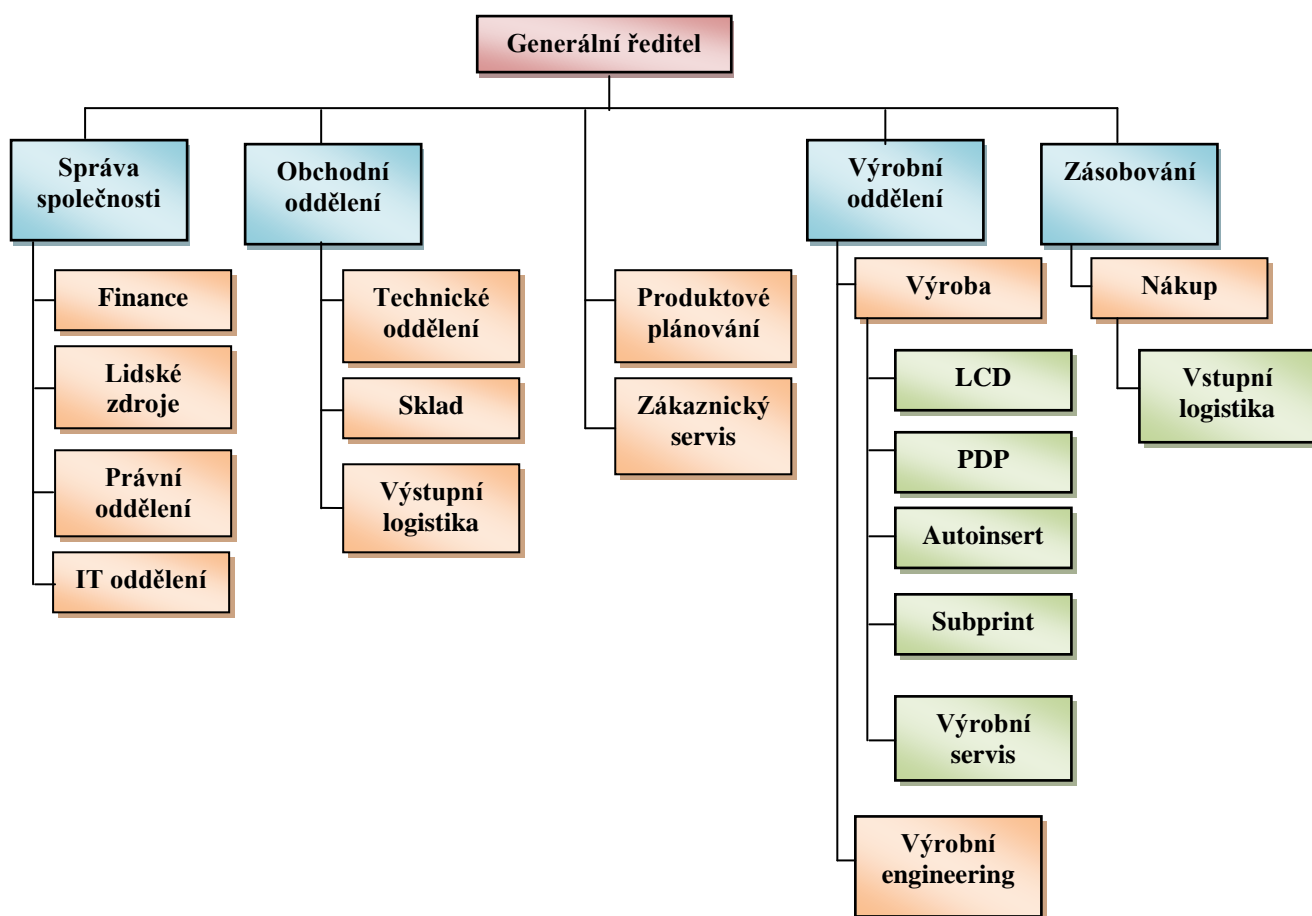 Generální ředitel
Správa
společnosti
Obchodní
oddělení
Výrobní
oddělení
Zásobování
Finance
Lidské
zdroje
Právní
oddělení
IT oddělení
Technické
oddělení
Sklad
Výstupní
logistika
Produktové
plánování
Zákaznický
servis
Výroba
LCD
PDP
Autoinsert
Subprint
Výrobní
servis
Výrobní
engineering
Nákup
Vstupní
logistika